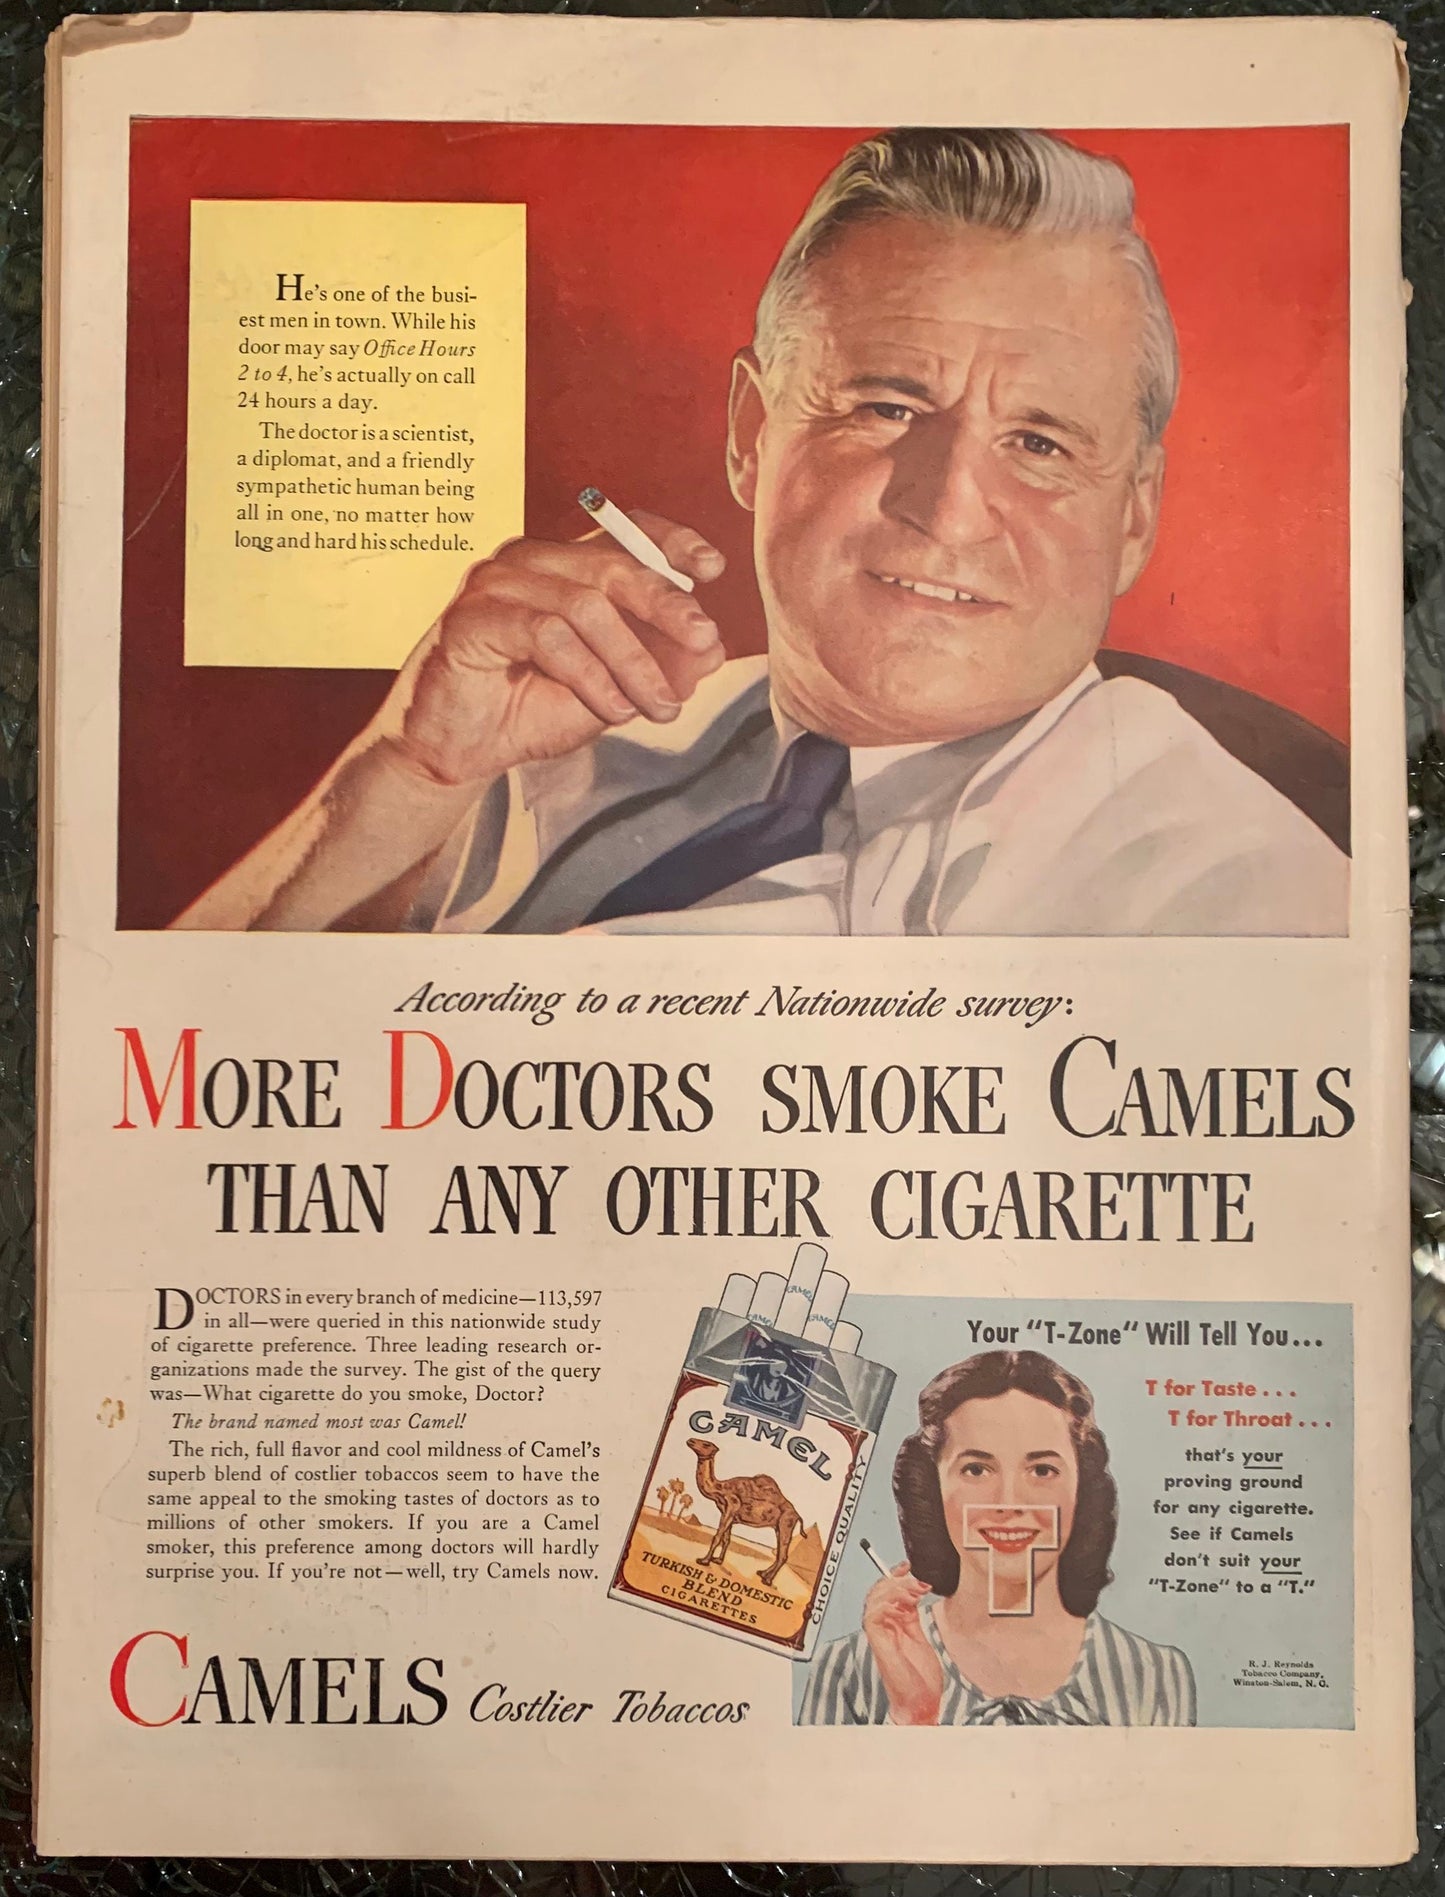 He's one of the busi-
est men in town. While his
door may say Office Hours
2 to 4, he's actually on call
24 hours a day.
The doctor is a scientist,
a diplomat, and a friendly
sympathetic human being
all in one, no matter how
long and hard his schedule.
According to a recent Nationwide survey:
MORE DOCTORS SMOKE CAMELS
THAN ANY OTHER CIGARETTE
DOCTORS in every branch of medicine—113,597
in all—were queried in this nationwide study
of cigarette preference. Three leading research or-
ganizations made the survey. The gist of the query
was—What cigarette do you smoke, Doctor?
The brand named most was Camel!
The rich, full flavor and cool mildness of Camel's
superb blend of costlier tobaccos seem to have the
same appeal to the smoking tastes of doctors as to
millions of other smokers. If you are a Camel
smoker, this preference among doctors will hardly
surprise you. If you're not—well, try Camels now.
CAMELS Costlier Tobaccos
CAMEL
CAMEL
CAMEL
CAMEL
TURKISH & DOMESTIC
BLEND
CIGARETTES
CHOICE QUALITY
Your "T-Zone" Will Tell You...
T for Taste...
T for Throat...
that's your
proving ground
for any cigarette.
See if Camels
don't suit your
"T-Zone" to a "T."
R. J. Reynolds
Tobacco Company,
Winston-Salem, N. C.